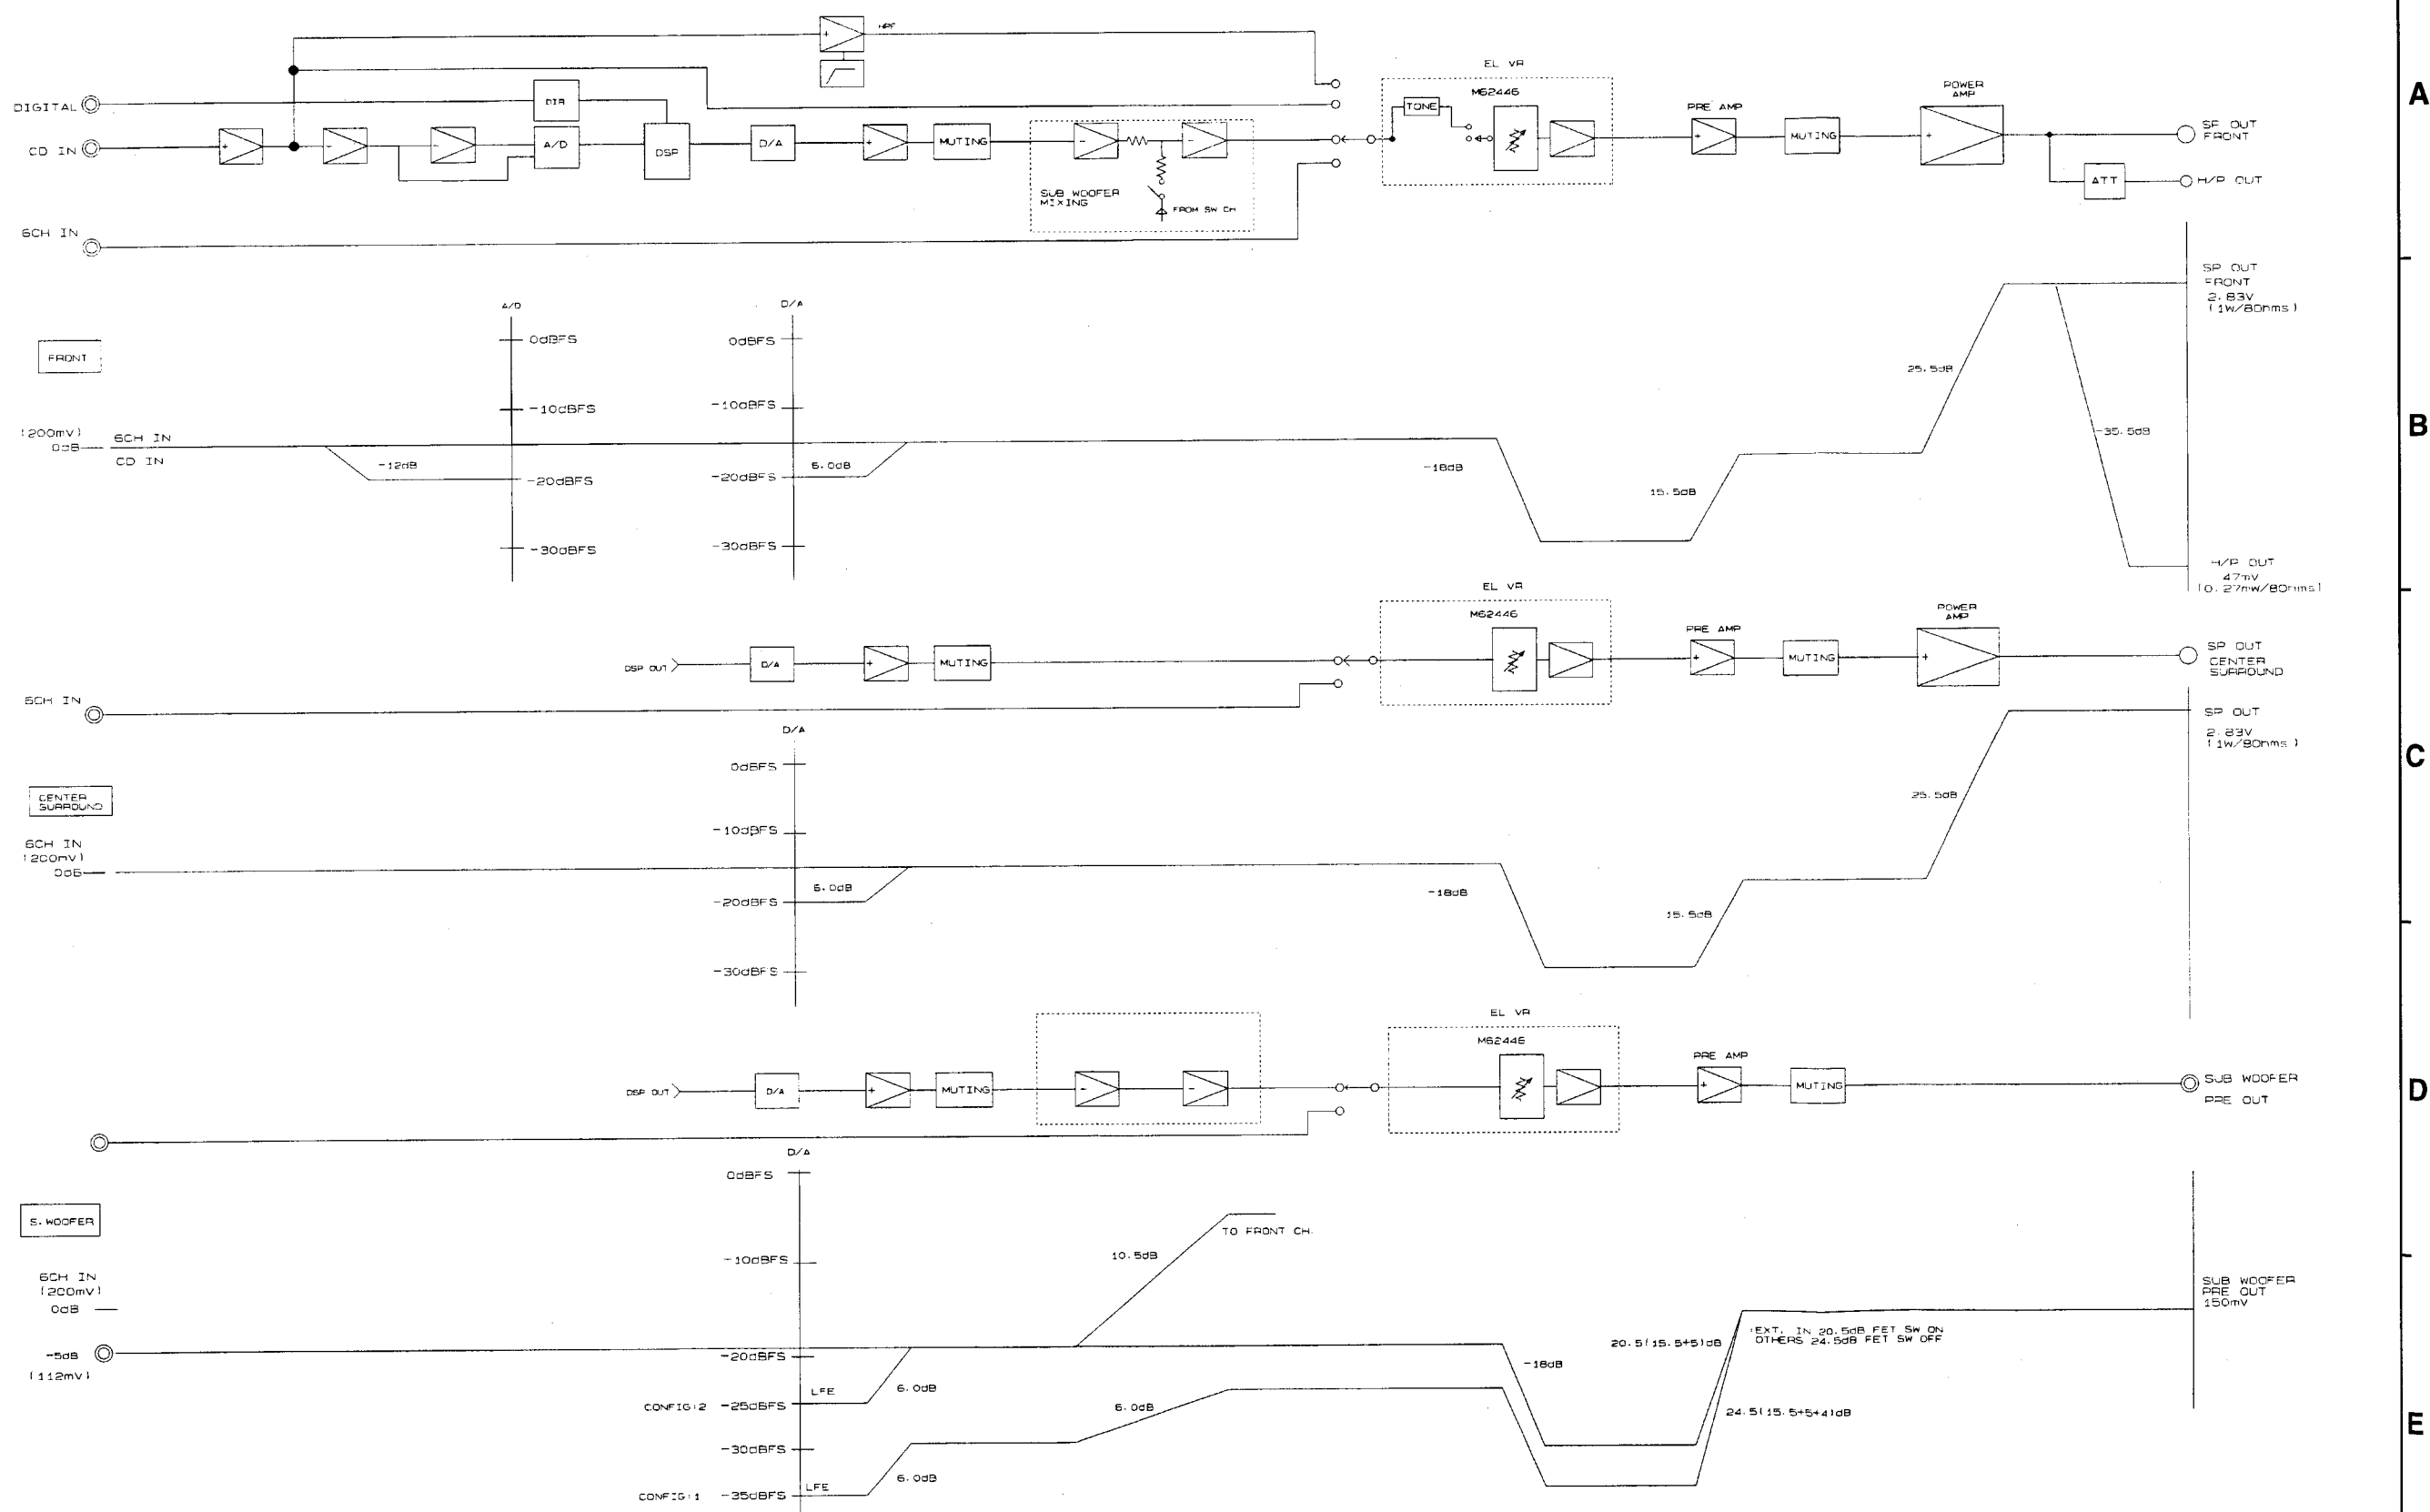 HPF
EL VR
DIGITAL
DIR
TONE
M62446
PRE AMP
POWER
AMP
A
CD IN
A/D
DSP
D/A
MUTING
MUTING
SP OUT
FRONT
SUB WOOFER
MIXING
FROM SW CH
ATT
H/P OUT
6CH IN
A/D
D/A
SP OUT
FRONT
2.83V
(1W/8Ohms)
0dBFS
0dBFS
FRONT
25.5dB
-10dBFS
-10dBFS
(200mV)
0dB
6CH IN
CD IN
-12dB
6.0dB
-18dB
-35.5dB
B
-20dBFS
-20dBFS
15.5dB
-30dBFS
-30dBFS
H/P OUT
47mV
(0.27mW/8Ohms)
EL VR
M62446
PRE AMP
POWER
AMP
DSP OUT
D/A
MUTING
MUTING
SP OUT
CENTER
SURROUND
6CH IN
D/A
SP OUT
2.83V
(1W/8Ohms)
C
0dBFS
CENTER
SURROUND
25.5dB
-10dBFS
6CH IN
(200mV)
0dB
6.0dB
-18dB
-20dBFS
15.5dB
-30dBFS
EL VR
M62446
PRE AMP
DSP OUT
D/A
MUTING
MUTING
SUB WOOFER
PRE OUT
D
D/A
0dBFS
S.WOOFER
TO FRONT CH.
10.5dB
-10dBFS
6CH IN
(200mV)
0dB
SUB WOOFER
PRE OUT
150mV
-5dB
(112mV)
-20dBFS
-18dB
20.5(15.5+5)dB
:EXT. IN 20.5dB FET SW ON
OTHERS 24.5dB FET SW OFF
LFE
6.0dB
CONFIG:2 -25dBFS
6.0dB
24.5(15.5+5+4)dB
E
-30dBFS
6.0dB
LFE
CONFIG:1 -35dBFS